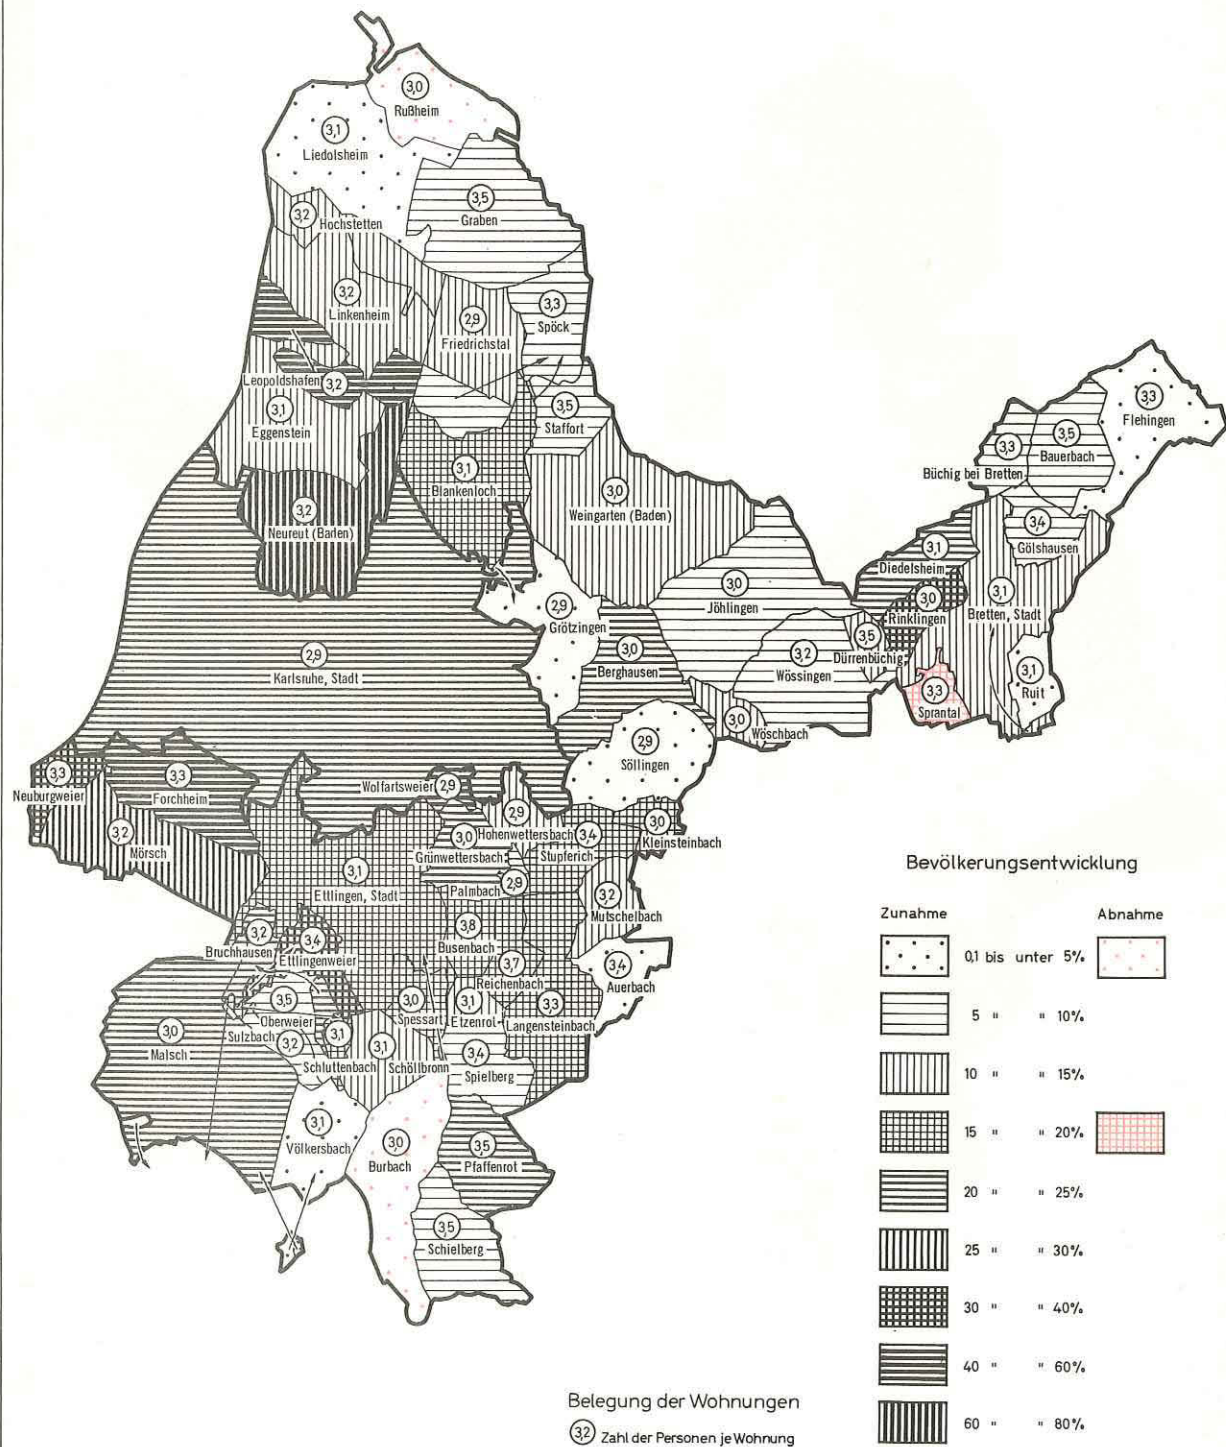 3,0
Rußheim
3,1
Liedolsheim
3,5
Graben
3,2
Hochstetten
3,2
Linkenheim
3,3
Spöck
2,9
Friedrichstal
Leopoldshafen
3,2
3,1
Eggenstein
3,5
Staffort
3,3
Flehingen
3,5
Bauerbach
3,3
Büchig bei Bretten
3,1
Blankenloch
3,0
Weingarten (Baden)
3,2
Neureut (Baden)
3,4
Gölshausen
3,1
Diedelsheim
3,0
Rinklingen
3,1
Bretten, Stadt
3,0
Jöhlingen
2,9
Grötzingen
3,5
Dürrenbüchig
3,2
Wössingen
3,0
Berghausen
2,9
Karlsruhe, Stadt
3,1
Ruit
3,3
Sprantal
3,0
Wöschbach
2,9
Söllingen
3,3
Neuburgweier
3,3
Forchheim
Wolfartsweier
2,9
2,9
Hohenwettersbach
3,0
Kleinsteinbach
3,2
Mörsch
3,0
Grünwettersbach
3,4
Stupferich
3,1
Ettlingen, Stadt
Palmbach
2,9
3,2
Mutschelbach
3,2
Bruchhausen
3,4
Ettlingenweier
3,8
Busenbach
3,7
Reichenbach
3,4
Auerbach
3,5
Oberweier
3,0
Spessart
3,1
Etzenrot
3,3
Langensteinbach
3,0
Malsch
Sulzbach
3,2
3,1
Schluttenbach
3,1
Schöllbronn
3,4
Spielberg
3,1
Völkersbach
3,0
Burbach
3,5
Pfaffenrot
3,5
Schielberg
Bevölkerungsentwicklung
Zunahme Abnahme
0,1 bis unter 5%
5 " " 10%
10 " " 15%
15 " " 20%
20 " " 25%
25 " " 30%
30 " " 40%
40 " " 60%
60 " " 80%
Belegung der Wohnungen
3,2 Zahl der Personen je Wohnung